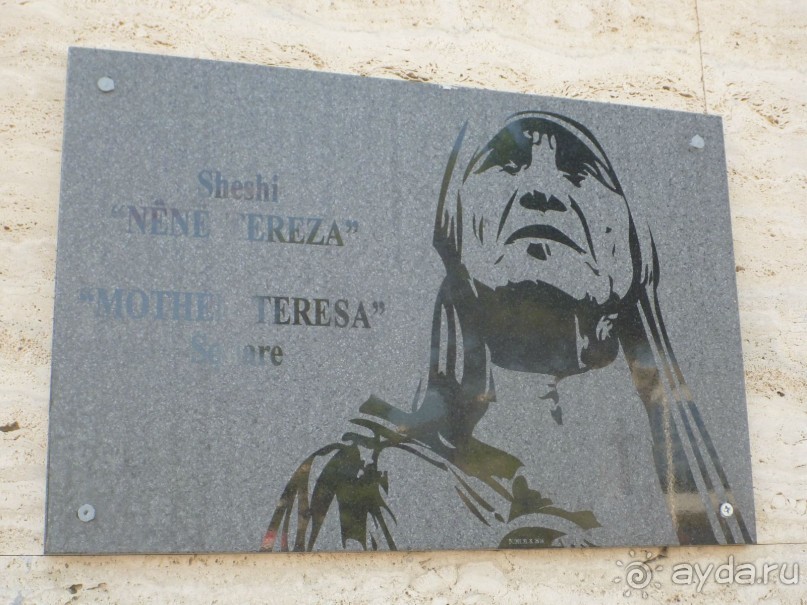 Sheshi
“NËNË TEREZA”
“MOTHER TERESA”
Square
ayda.ru